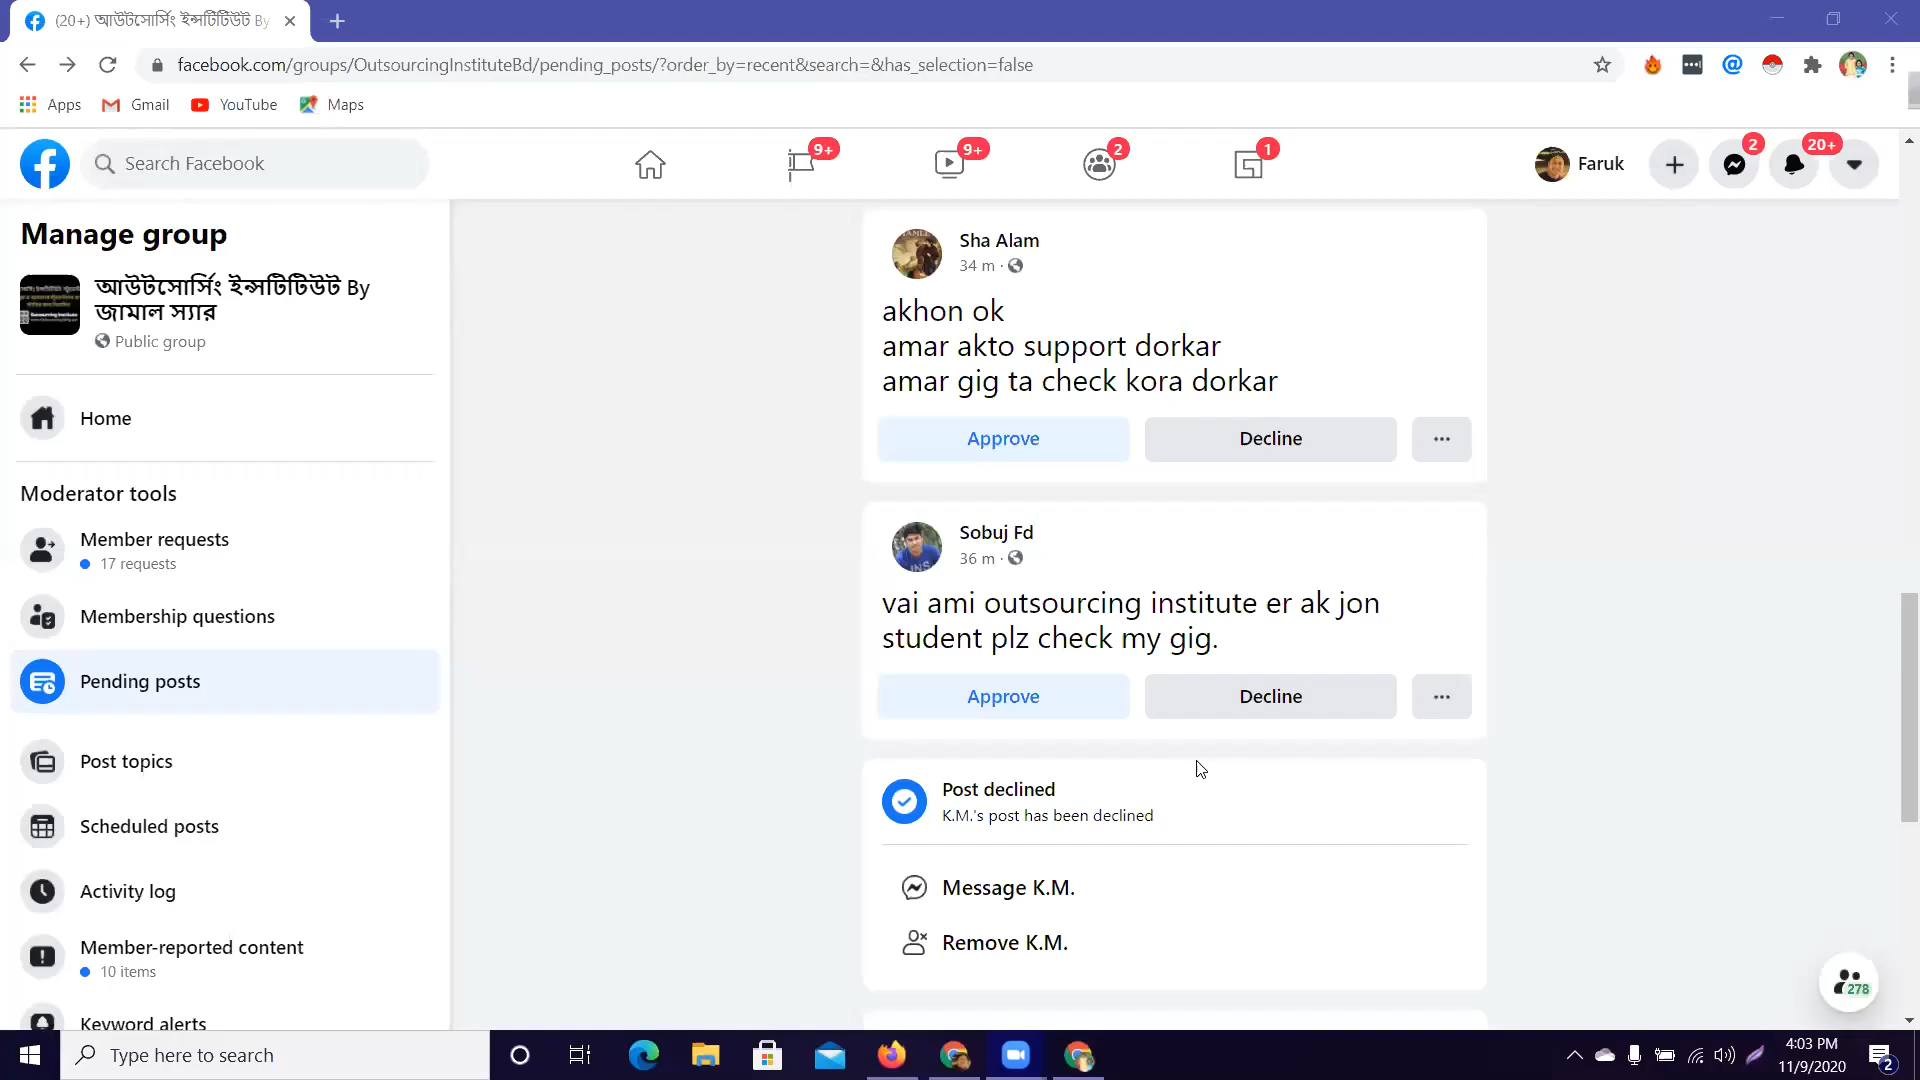 (20+) আউটসোর্সিং ইন্সটিটিউট By
facebook.com/groups/OutsourcingInstituteBd/pending_posts/?order_by=recent&search=&has_selection=false
Apps Gmail YouTube Maps
Search Facebook
9+ 9+ 2 1
Faruk 2 20+
Manage group
আউটসোর্সিং ইন্সটিটিউট By
জামাল স্যার
Public group
Home
Moderator tools
Member requests
17 requests
Membership questions
Pending posts
Post topics
Scheduled posts
Activity log
Member-reported content
10 items
Keyword alerts
Sha Alam
34 m ·
akhon ok
amar akto support dorkar
amar gig ta check kora dorkar
Approve Decline ...
Sobuj Fd
36 m ·
vai ami outsourcing institute er ak jon
student plz check my gig.
Approve Decline ...
Post declined
K.M.'s post has been declined
Message K.M.
Remove K.M.
278
Type here to search
4:03 PM
11/9/2020
2